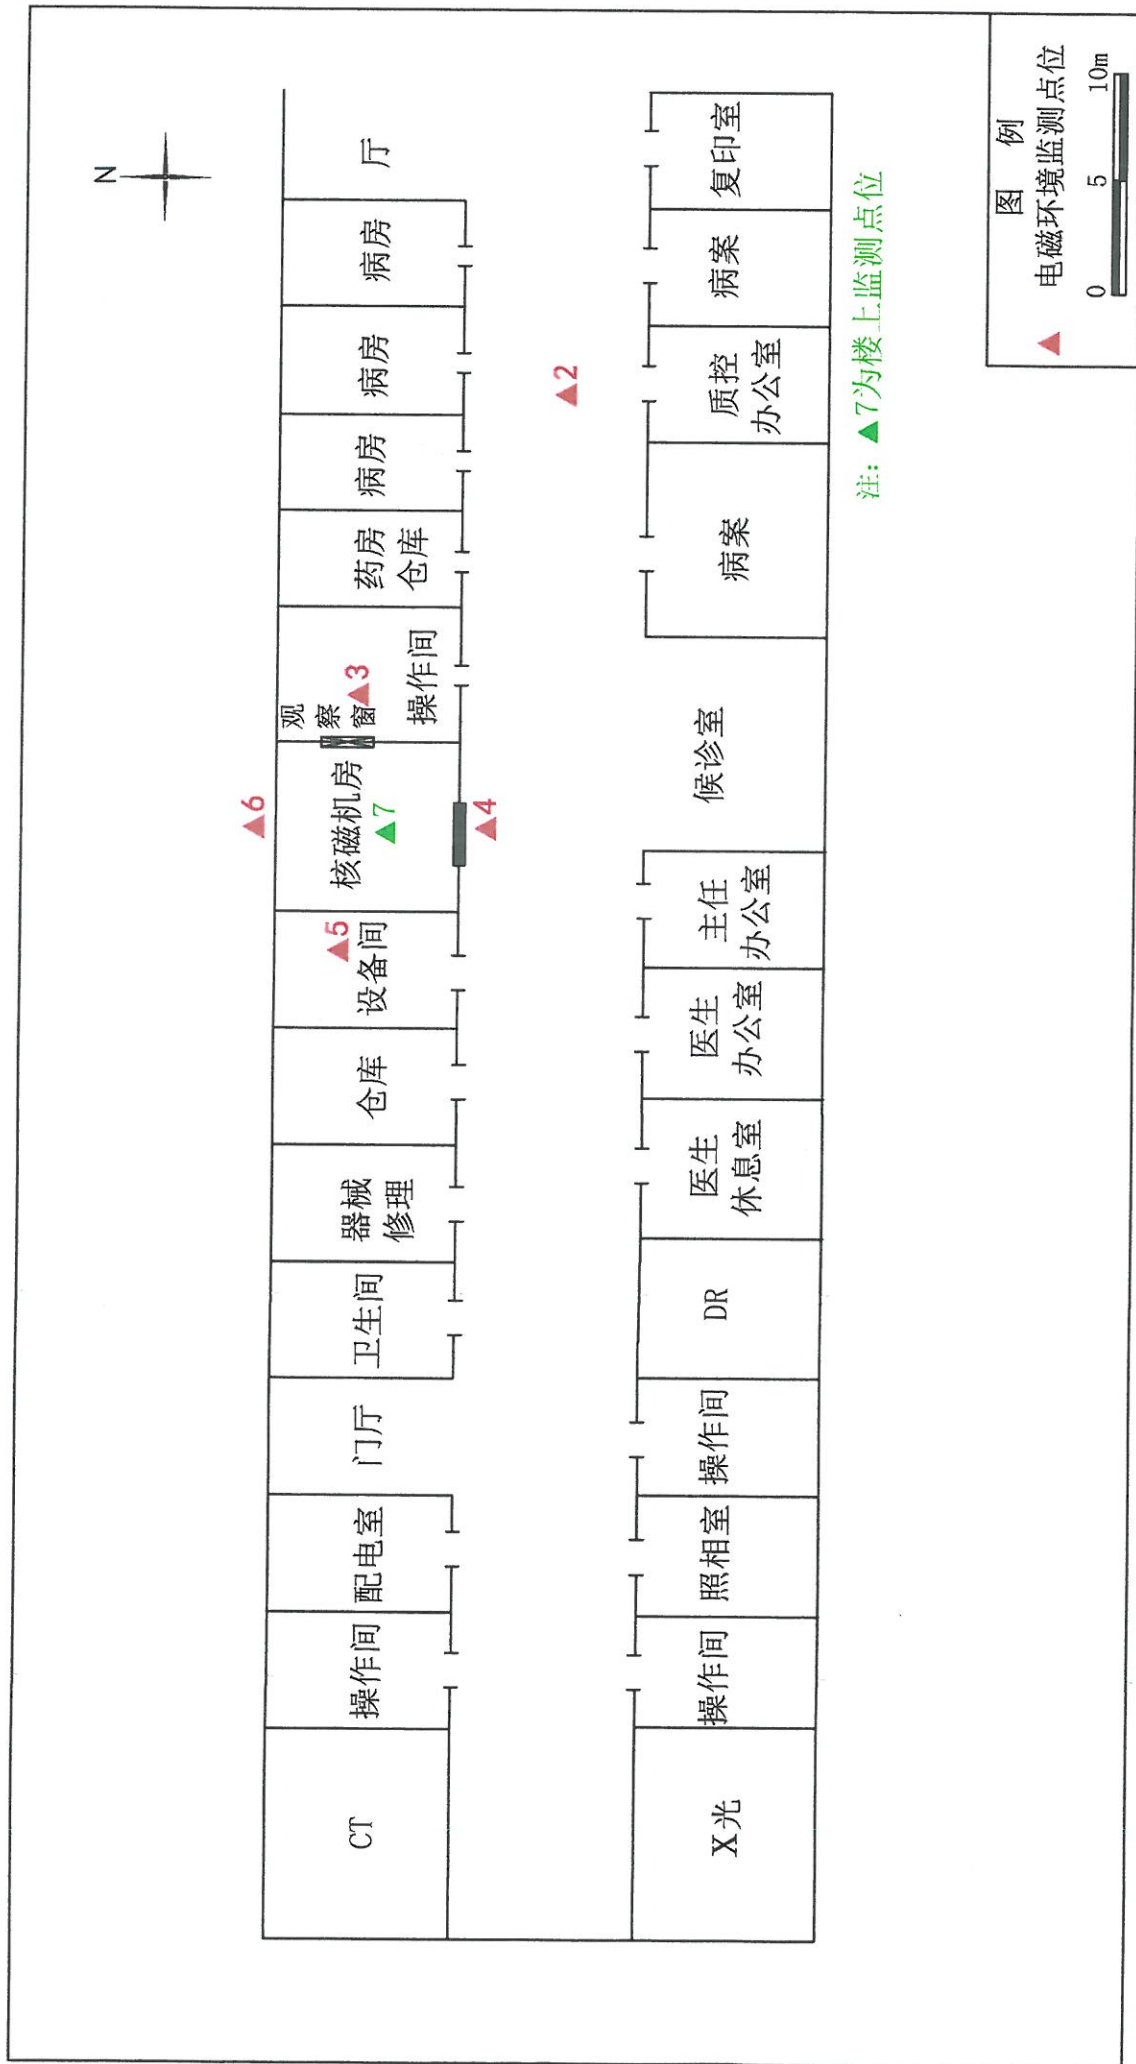 N
CT
操作间
配电室
门厅
卫生间
器械
修理
仓库
▲5
设备间
▲6
核磁机房
▲7
▲4
观
察
窗
▲3
操作间
药房
仓库
病房
病房
病房
厅
▲2
X光
操作间
照相室
操作间
DR
医生
休息室
医生
办公室
主任
办公室
候诊室
病案
质控
办公室
病案
复印室
注：▲7为楼上监测点位
图 例
▲ 电磁环境监测点位
0 5 10m